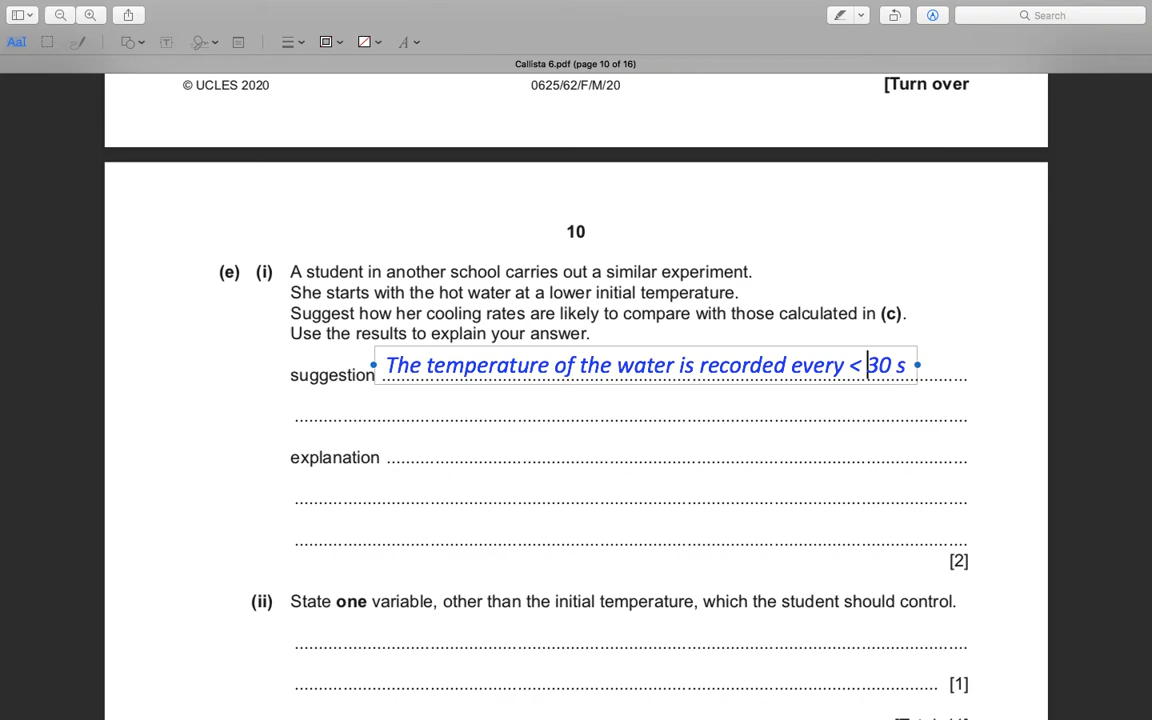 Search
AaI
Callista 6.pdf (page 10 of 16)
© UCLES 2020 0625/62/F/M/20 [Turn over
10
(e) (i) A student in another school carries out a similar experiment.
She starts with the hot water at a lower initial temperature.
Suggest how her cooling rates are likely to compare with those calculated in (c).
Use the results to explain your answer.
The temperature of the water is recorded every < 30 s
suggestion ................................................................
................................................................
explanation ................................................................
................................................................
................................................................
[2]
(ii) State one variable, other than the initial temperature, which the student should control.
................................................................
................................................................ [1]